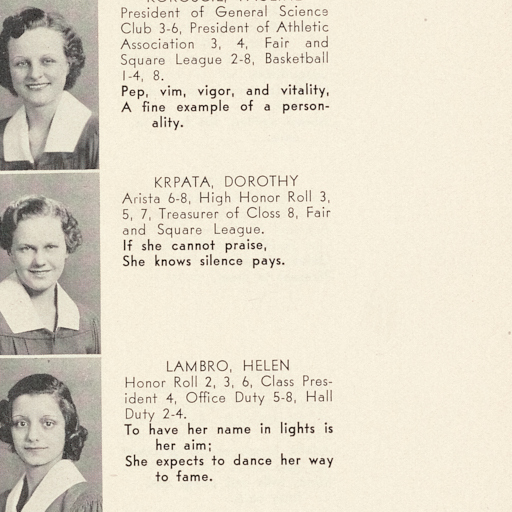 President of General Science
Club 3-6, President of Athletic
Association 3, 4, Fair and
Square League 2-8, Basketball
1-4, 8.
Pep, vim, vigor, and vitality,
A fine example of a person-
ality.
KRPATA, DOROTHY
Arista 6-8, High Honor Roll 3,
5, 7, Treasurer of Closs 8, Fair
and Square League.
If she cannot praise,
She knows silence pays.
LAMBRO, HELEN
Honor Roll 2, 3, 6, Class Pres-
ident 4, Office Duty 5-8, Hall
Duty 2-4.
To have her name in lights is
her aim;
She expects to dance her way
to fame.